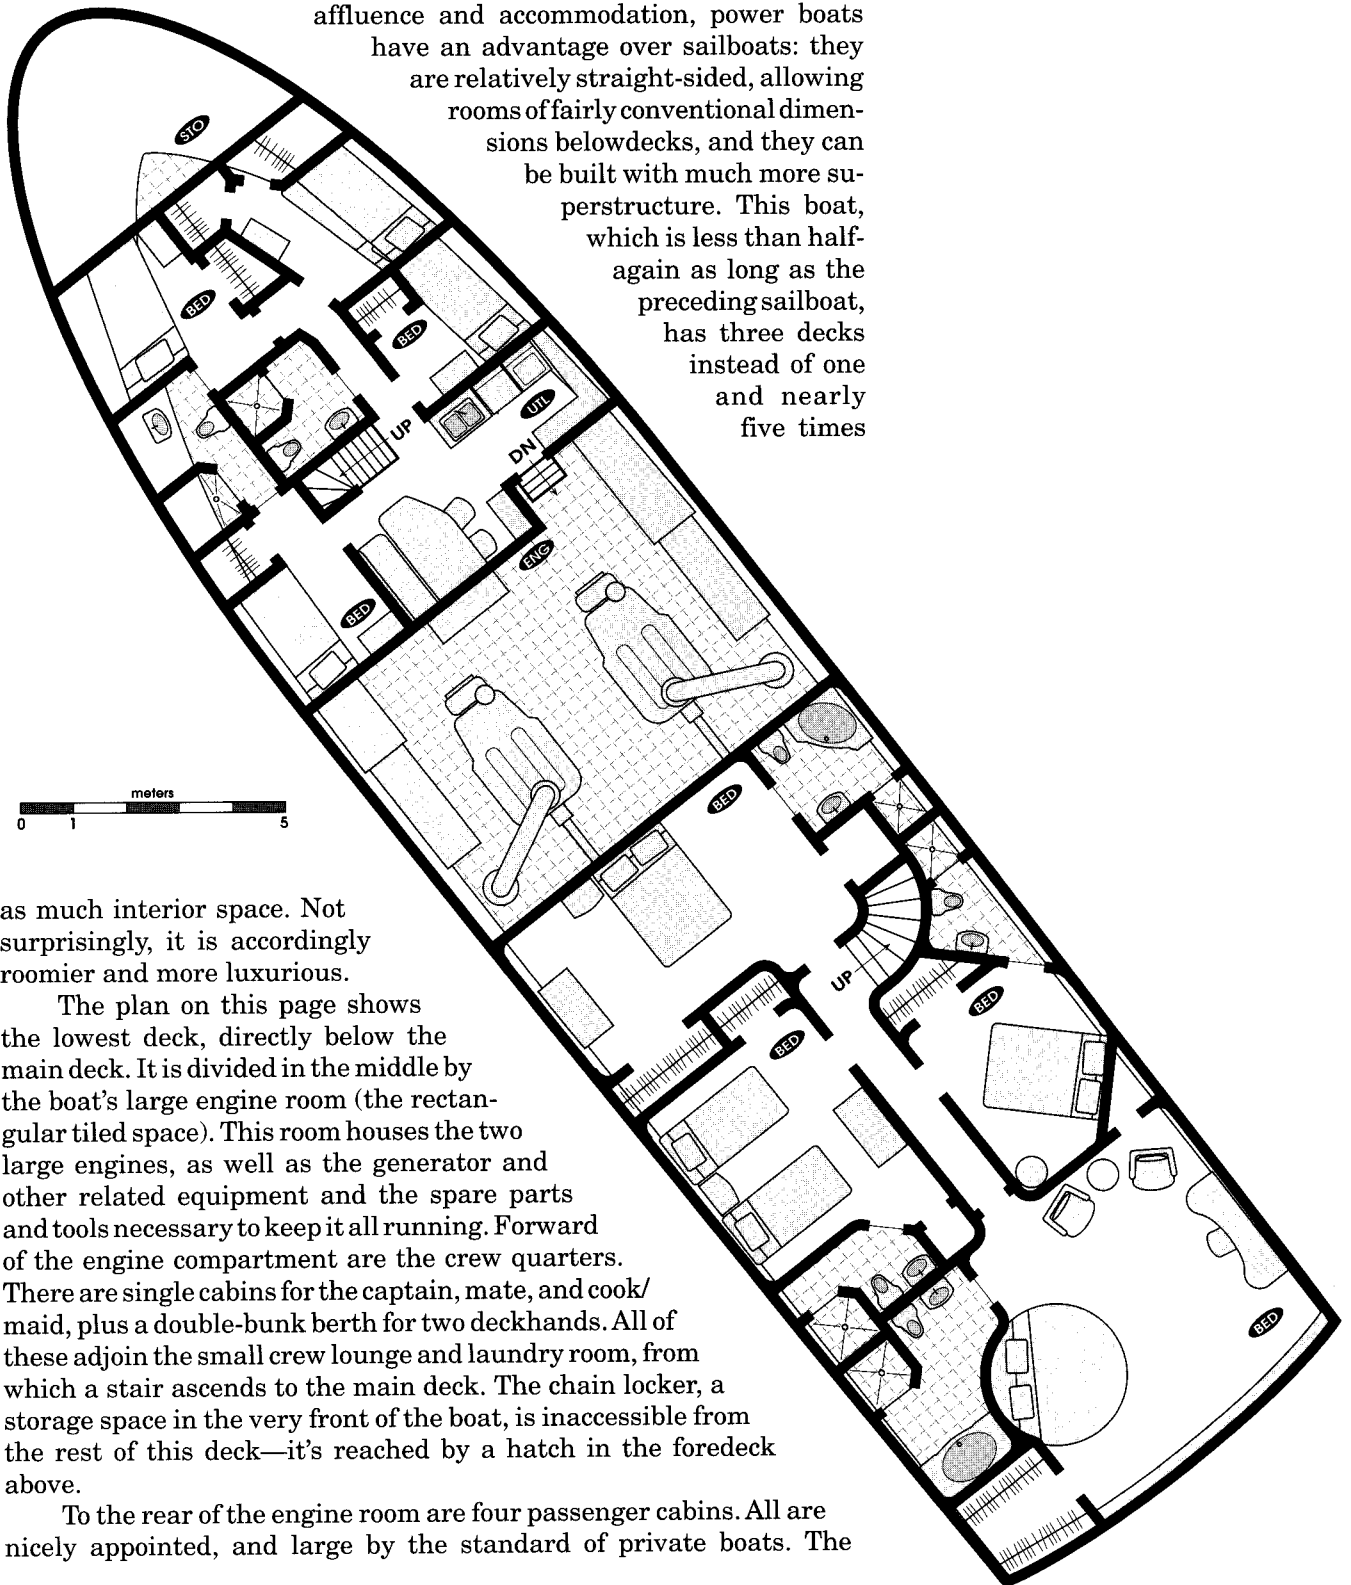 affluence and accommodation, power boats
have an advantage over sailboats: they
are relatively straight-sided, allowing
rooms of fairly conventional dimen-
sions belowdecks, and they can
be built with much more su-
perstructure. This boat,
which is less than half-
again as long as the
preceding sailboat,
has three decks
instead of one
and nearly
five times
STO
BED
BED
UTL
UP
DN
ENG
BED
BED
meters
0 1 5
UP
BED
BED
BED
as much interior space. Not
surprisingly, it is accordingly
roomier and more luxurious.
The plan on this page shows
the lowest deck, directly below the
main deck. It is divided in the middle by
the boat's large engine room (the rectan-
gular tiled space). This room houses the two
large engines, as well as the generator and
other related equipment and the spare parts
and tools necessary to keep it all running. Forward
of the engine compartment are the crew quarters.
There are single cabins for the captain, mate, and cook/
maid, plus a double-bunk berth for two deckhands. All of
these adjoin the small crew lounge and laundry room, from
which a stair ascends to the main deck. The chain locker, a
storage space in the very front of the boat, is inaccessible from
the rest of this deck—it's reached by a hatch in the foredeck
above.
To the rear of the engine room are four passenger cabins. All are
nicely appointed, and large by the standard of private boats. The